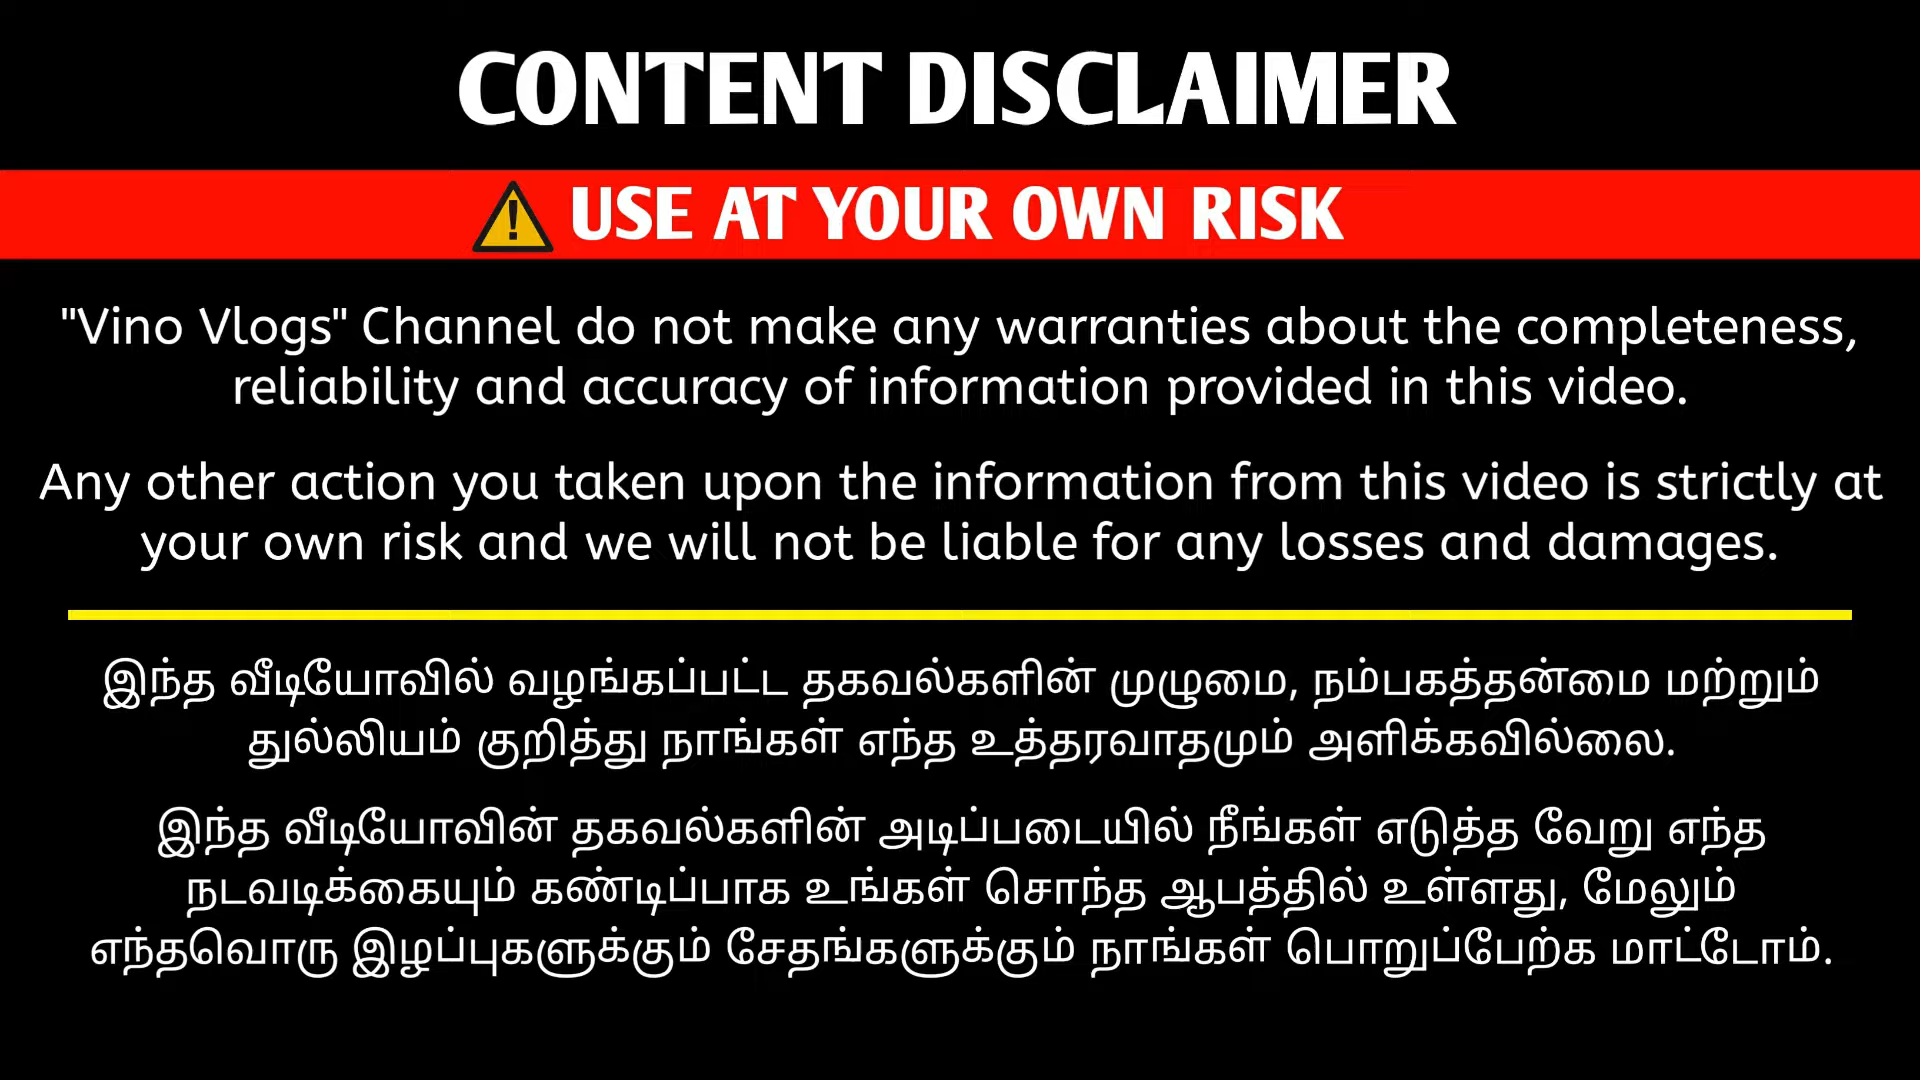 CONTENT DISCLAIMER
USE AT YOUR OWN RISK
"Vino Vlogs" Channel do not make any warranties about the completeness,
reliability and accuracy of information provided in this video.
Any other action you taken upon the information from this video is strictly at
your own risk and we will not be liable for any losses and damages.
இந்த வீடியோவில் வழங்கப்பட்ட தகவல்களின் முழுமை, நம்பகத்தன்மை மற்றும்
துல்லியம் குறித்து நாங்கள் எந்த உத்தரவாதமும் அளிக்கவில்லை.
இந்த வீடியோவின் தகவல்களின் அடிப்படையில் நீங்கள் எடுத்த வேறு எந்த
நடவடிக்கையும் கண்டிப்பாக உங்கள் சொந்த ஆபத்தில் உள்ளது, மேலும்
எந்தவொரு இழப்புகளுக்கும் சேதங்களுக்கும் நாங்கள் பொறுப்பேற்க மாட்டோம்.